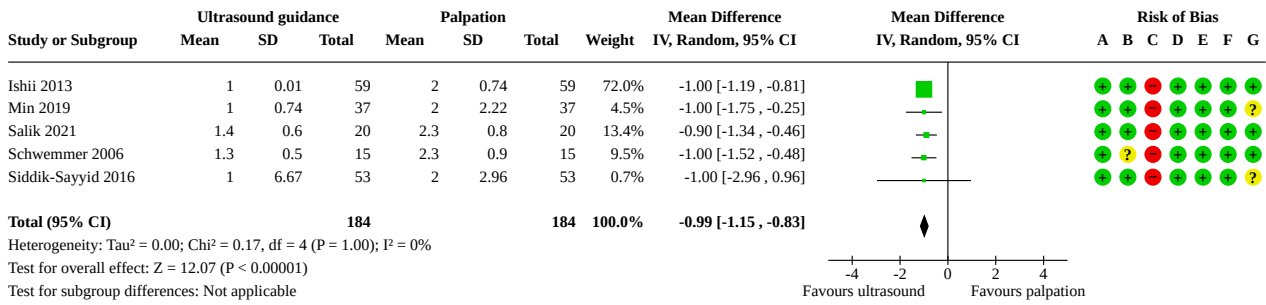 Ultrasound guidance Palpation Mean Difference Mean Difference Risk of Bias
Study or Subgroup Mean SD Total Mean SD Total Weight IV, Random, 95% CI IV, Random, 95% CI A B C D E F G
Ishii 2013 1 0.01 59 2 0.74 59 72.0% -1.00 [-1.19 , -0.81] + + − + + + +
Min 2019 1 0.74 37 2 2.22 37 4.5% -1.00 [-1.75 , -0.25] + + − + + + ?
Salik 2021 1.4 0.6 20 2.3 0.8 20 13.4% -0.90 [-1.34 , -0.46] + + − + + + +
Schwemmer 2006 1.3 0.5 15 2.3 0.9 15 9.5% -1.00 [-1.52 , -0.48] + ? − + + + +
Siddik-Sayyid 2016 1 6.67 53 2 2.96 53 0.7% -1.00 [-2.96 , 0.96] + + − + + + ?
Total (95% CI) 184 184 100.0% -0.99 [-1.15 , -0.83]
Heterogeneity: Tau² = 0.00; Chi² = 0.17, df = 4 (P = 1.00); I² = 0%
Test for overall effect: Z = 12.07 (P < 0.00001)
Test for subgroup differences: Not applicable
-4 -2 0 2 4
Favours ultrasound Favours palpation